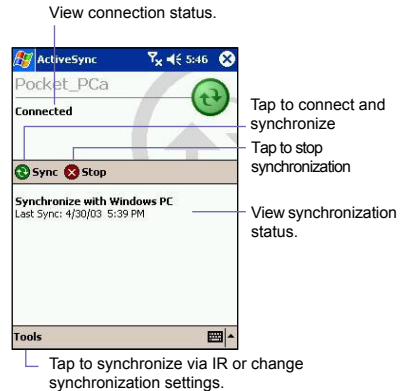 View connection status.
ActiveSync 5:46
Pocket_PCa
Connected
Tap to connect and
synchronize
Tap to stop
synchronization
Sync Stop
Synchronize with Windows PC
Last Sync: 4/30/03 5:39 PM
View synchronization
status.
Tools
Tap to synchronize via IR or change
synchronization settings.